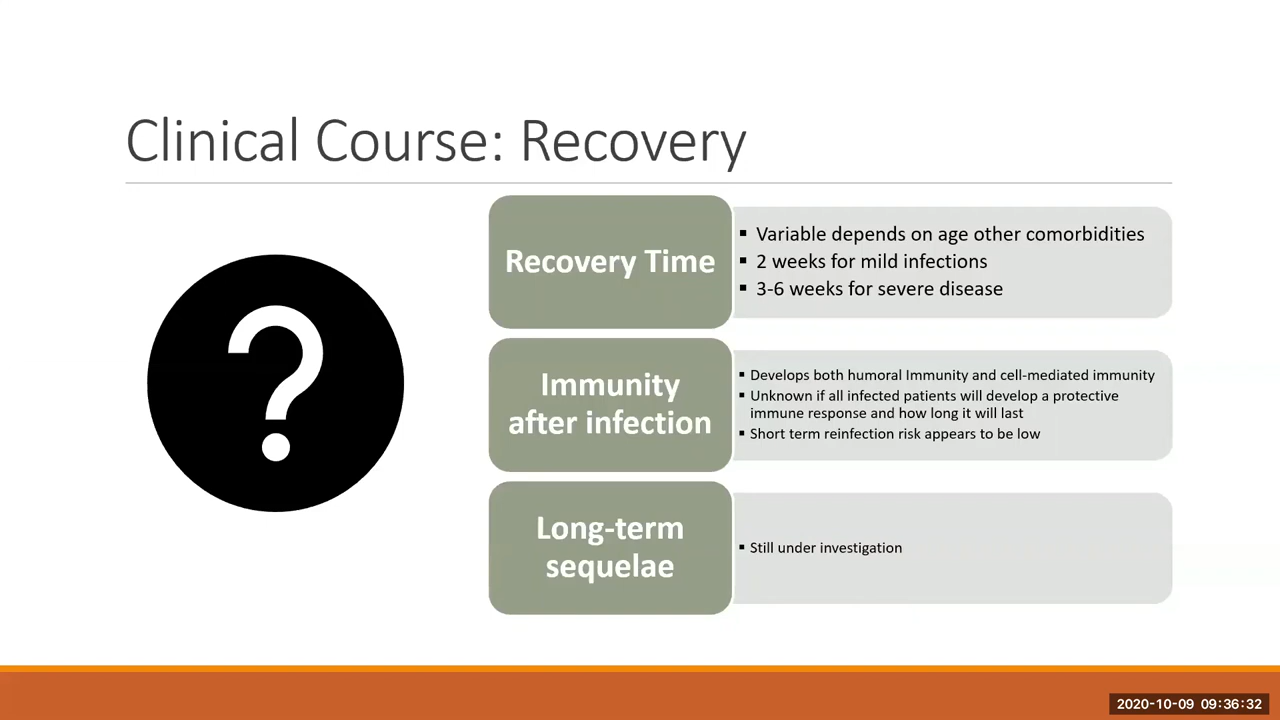 Clinical Course: Recovery
Recovery Time
▪ Variable depends on age other comorbidities
▪ 2 weeks for mild infections
▪ 3-6 weeks for severe disease
Immunity
after infection
▪ Develops both humoral Immunity and cell-mediated immunity
▪ Unknown if all infected patients will develop a protective
immune response and how long it will last
▪ Short term reinfection risk appears to be low
Long-term
sequelae
▪ Still under investigation
?
2020-10-09 09:36:32